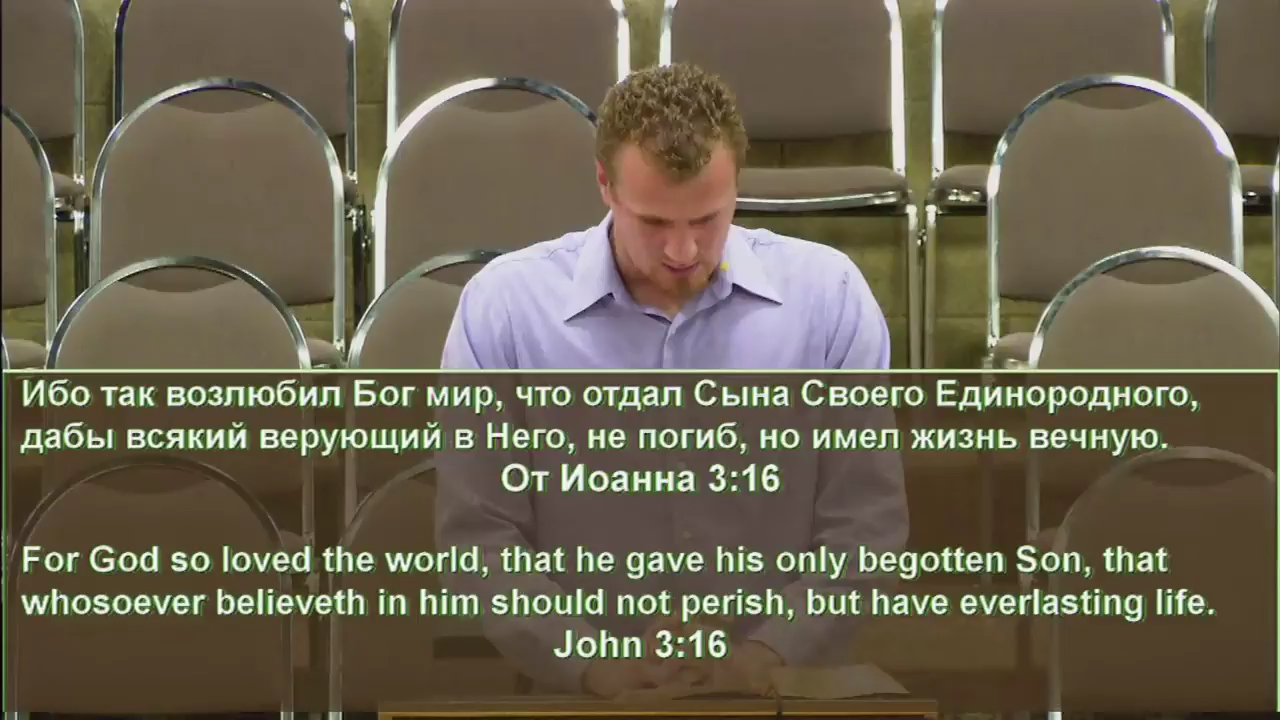 Ибо так возлюбил Бог мир, что отдал Сына Своего Единородного,
дабы всякий верующий в Него, не погиб, но имел жизнь вечную.
От Иоанна 3:16
For God so loved the world, that he gave his only begotten Son, that
whosoever believeth in him should not perish, but have everlasting life.
John 3:16